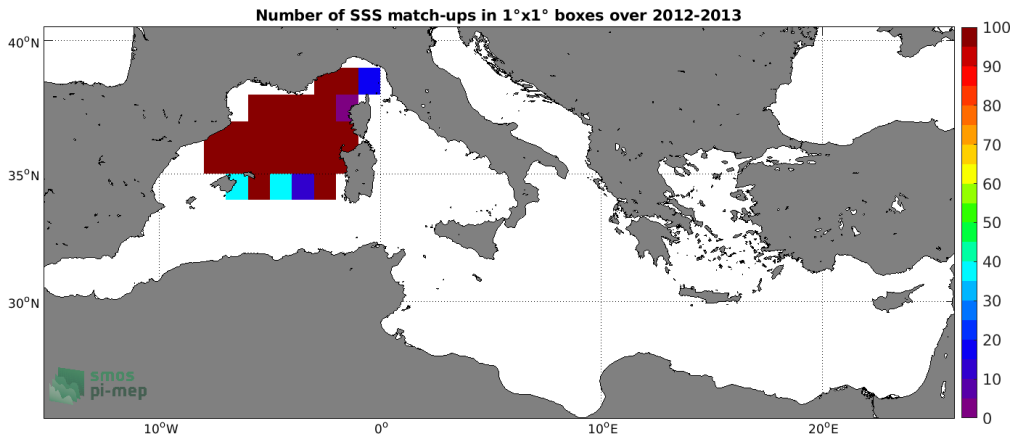 Number of SSS match-ups in 1°x1° boxes over 2012-2013
40°N
35°N
30°N
10°W
0°
10°E
20°E
100
90
80
70
60
50
40
30
20
10
0
smos
pi-mep